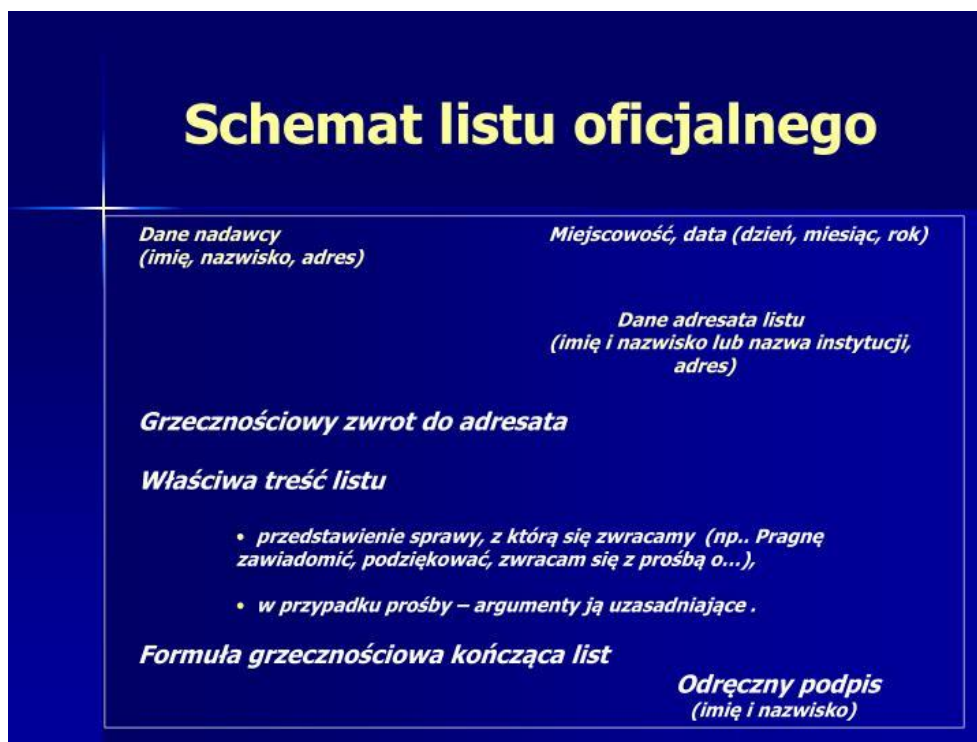 Schemat listu oficjalnego
Dane nadawcy
(imię, nazwisko, adres)
Miejscowość, data (dzień, miesiąc, rok)
Dane adresata listu
(imię i nazwisko lub nazwa instytucji,
adres)
Grzecznościowy zwrot do adresata
Właściwa treść listu
• przedstawienie sprawy, z którą się zwracamy (np.. Pragnę
zawiadomić, podziękować, zwracam się z prośbą o...),
• w przypadku prośby – argumenty ją uzasadniające .
Formuła grzecznościowa kończąca list
Odręczny podpis
(imię i nazwisko)